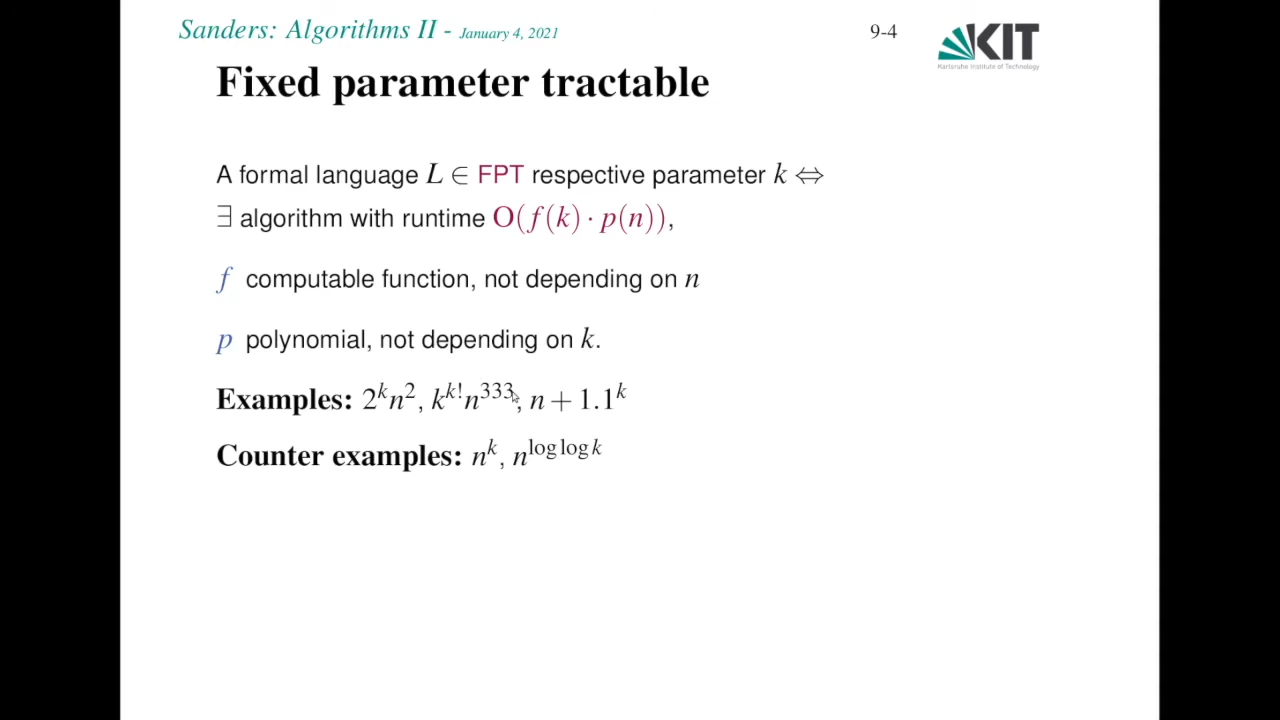 Sanders: Algorithms II - January 4, 2021
9-4
KIT
Karlsruhe Institute of Technology
Fixed parameter tractable
A formal language L ∈ FPT respective parameter k ⇔
∃ algorithm with runtime O(f(k) · p(n)),
f computable function, not depending on n
p polynomial, not depending on k.
Examples: 2^k n^2, k^{k!} n^{333}, n + 1.1^k
Counter examples: n^k, n^{log log k}